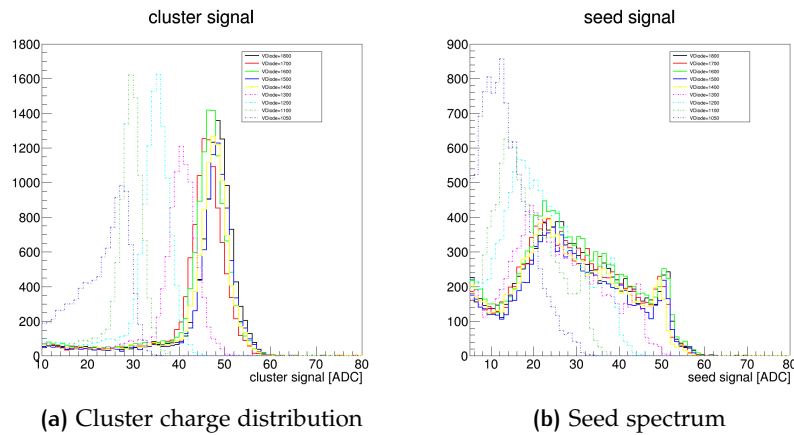 cluster signal
1800
1600
1400
1200
1000
800
600
400
200
0
10 20 30 40 50 60 70 80
cluster signal [ADC]
VDiode=1800
VDiode=1700
VDiode=1600
VDiode=1500
VDiode=1400
VDiode=1300
VDiode=1200
VDiode=1100
VDiode=1050
(a) Cluster charge distribution
seed signal
900
800
700
600
500
400
300
200
100
0
10 20 30 40 50 60 70 80
seed signal [ADC]
VDiode=1800
VDiode=1700
VDiode=1600
VDiode=1500
VDiode=1400
VDiode=1300
VDiode=1200
VDiode=1100
VDiode=1050
(b) Seed spectrum